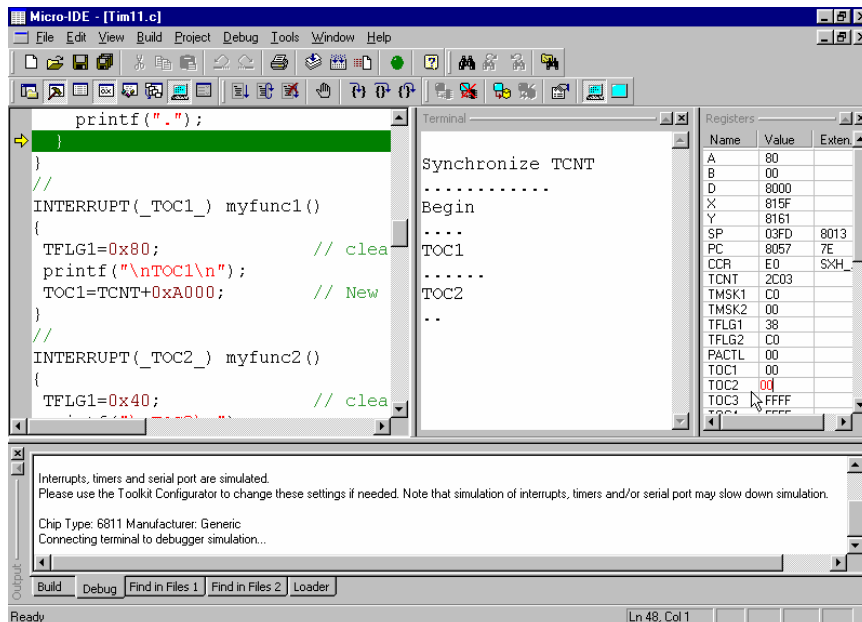 Micro-IDE - [Tim11.c]
File Edit View Build Project Debug Tools Window Help
printf(".");
}
}
//
INTERRUPT(_TOC1_) myfunc1()
{
TFLG1=0x80; // clea
printf("\nTOC1\n");
TOC1=TCNT+0xA000; // New
}
//
INTERRUPT(_TOC2_) myfunc2()
{
TFLG1=0x40; // clea
Terminal
Synchronize TCNT
............
Begin
....
TOC1
......
TOC2
..
Registers
Name Value Exten.
A 80
B 00
D 8000
X 815F
Y 8161
SP 03FD 8013
PC 8057 7E
CCR E0 SXH_
TCNT 2C03
TMSK1 C0
TMSK2 00
TFLG1 38
TFLG2 C0
PACTL 00
TOC1 00
TOC2 00
TOC3 FFFF
Interrupts, timers and serial port are simulated.
Please use the Toolkit Configurator to change these settings if needed. Note that simulation of interrupts, timers and/or serial port may slow down simulation.
Chip Type: 6811 Manufacturer: Generic
Connecting terminal to debugger simulation...
Output
Build Debug Find in Files 1 Find in Files 2 Loader
Ready Ln 48, Col 1